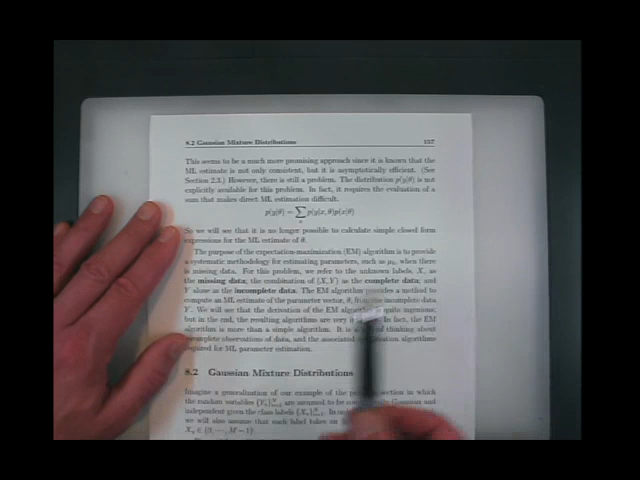 8.2 Gaussian Mixture Distributions 157
This seems to be a much more promising approach since it is known that the
ML estimate is not only consistent, but it is asymptotically efficient. (See
Section 2.3.) However, there is still a problem. The distribution p(y|θ) is not
explicitly available for this problem. In fact, it requires the evaluation of a
sum that makes direct ML estimation difficult.
p(y|θ) = ∑ₓ p(y|x, θ)p(x|θ)
So we will see that it is no longer possible to calculate simple closed form
expressions for the ML estimate of θ.
The purpose of the expectation-maximization (EM) algorithm is to provide
a systematic methodology for estimating parameters, such as μₖ, when there
is missing data. For this problem, we refer to the unknown labels, X, as
the missing data; the combination of (X, Y) as the complete data; and
Y alone as the incomplete data. The EM algorithm provides a method to
compute an ML estimate of the parameter vector, θ, from the incomplete data
Y. We will see that the derivation of the EM algorithm is quite ingenious;
but in the end, the resulting algorithms are very In fact, the EM
algorithm is more than a simple algorithm. It is a of thinking about
incomplete observations of data, and the associated algorithms
required for ML parameter estimation.
8.2 Gaussian Mixture Distributions
Imagine a generalization of our example of the section in which
the random variables {Yₙ} are assumed to be Gaussian and
independent given the class labels {Xₙ}. In
we will also assume that each label takes on
Xₙ ∈ {0, ⋯, M − 1}.